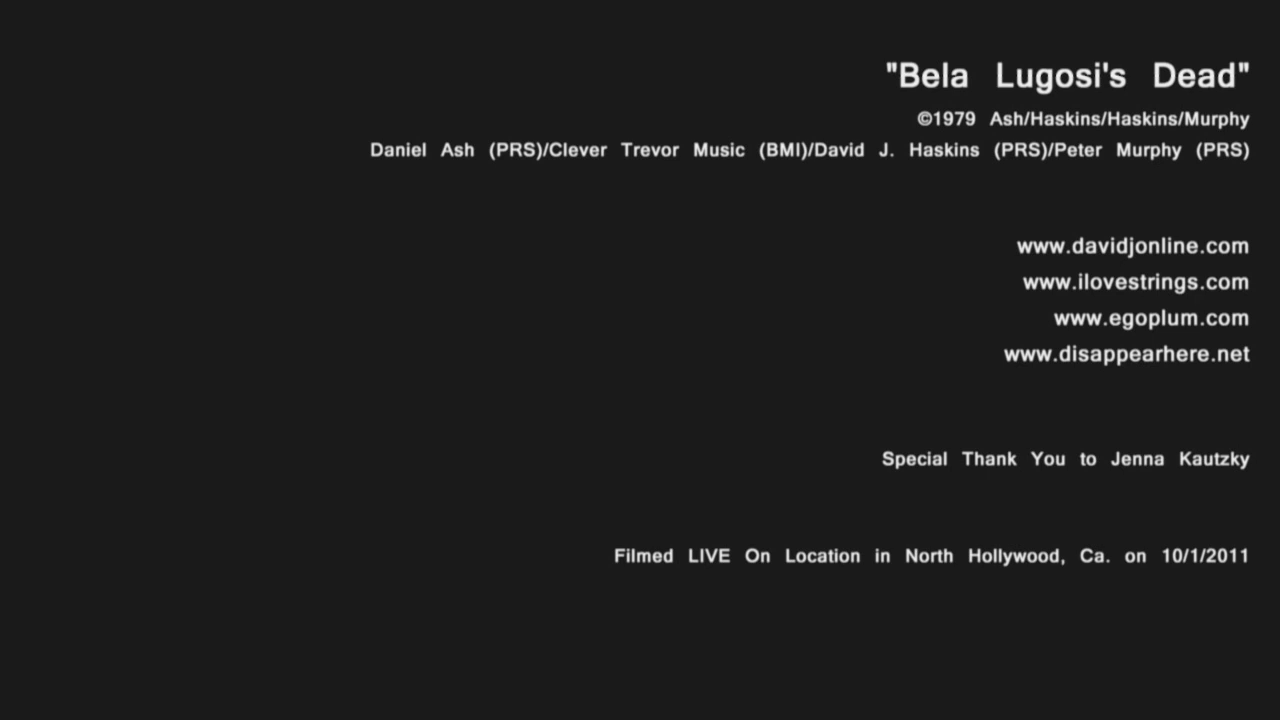 "Bela Lugosi's Dead"
©1979 Ash/Haskins/Haskins/Murphy
Daniel Ash (PRS)/Clever Trevor Music (BMI)/David J. Haskins (PRS)/Peter Murphy (PRS)
www.davidjonline.com
www.ilovestrings.com
www.egoplum.com
www.disappearhere.net
Special Thank You to Jenna Kautzky
Filmed LIVE On Location in North Hollywood, Ca. on 10/1/2011